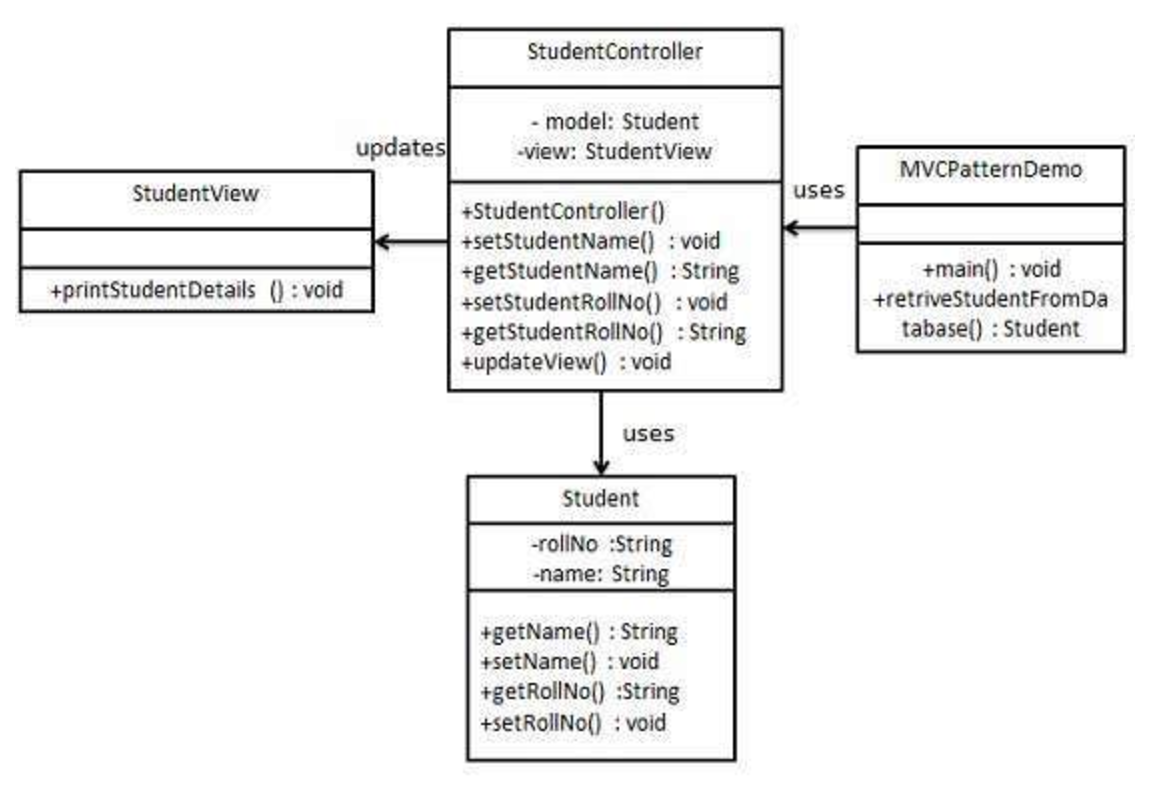 StudentController
- model: Student
-view: StudentView
+StudentController()
+setStudentName() : void
+getStudentName() : String
+setStudentRollNo() : void
+getStudentRollNo() : String
+updateView() : void
updates
StudentView
+printStudentDetails () : void
uses
MVCPatternDemo
+main() : void
+retriveStudentFromDa
tabase() : Student
uses
Student
-rollNo :String
-name: String
+getName() : String
+setName() : void
+getRollNo() :String
+setRollNo() : void